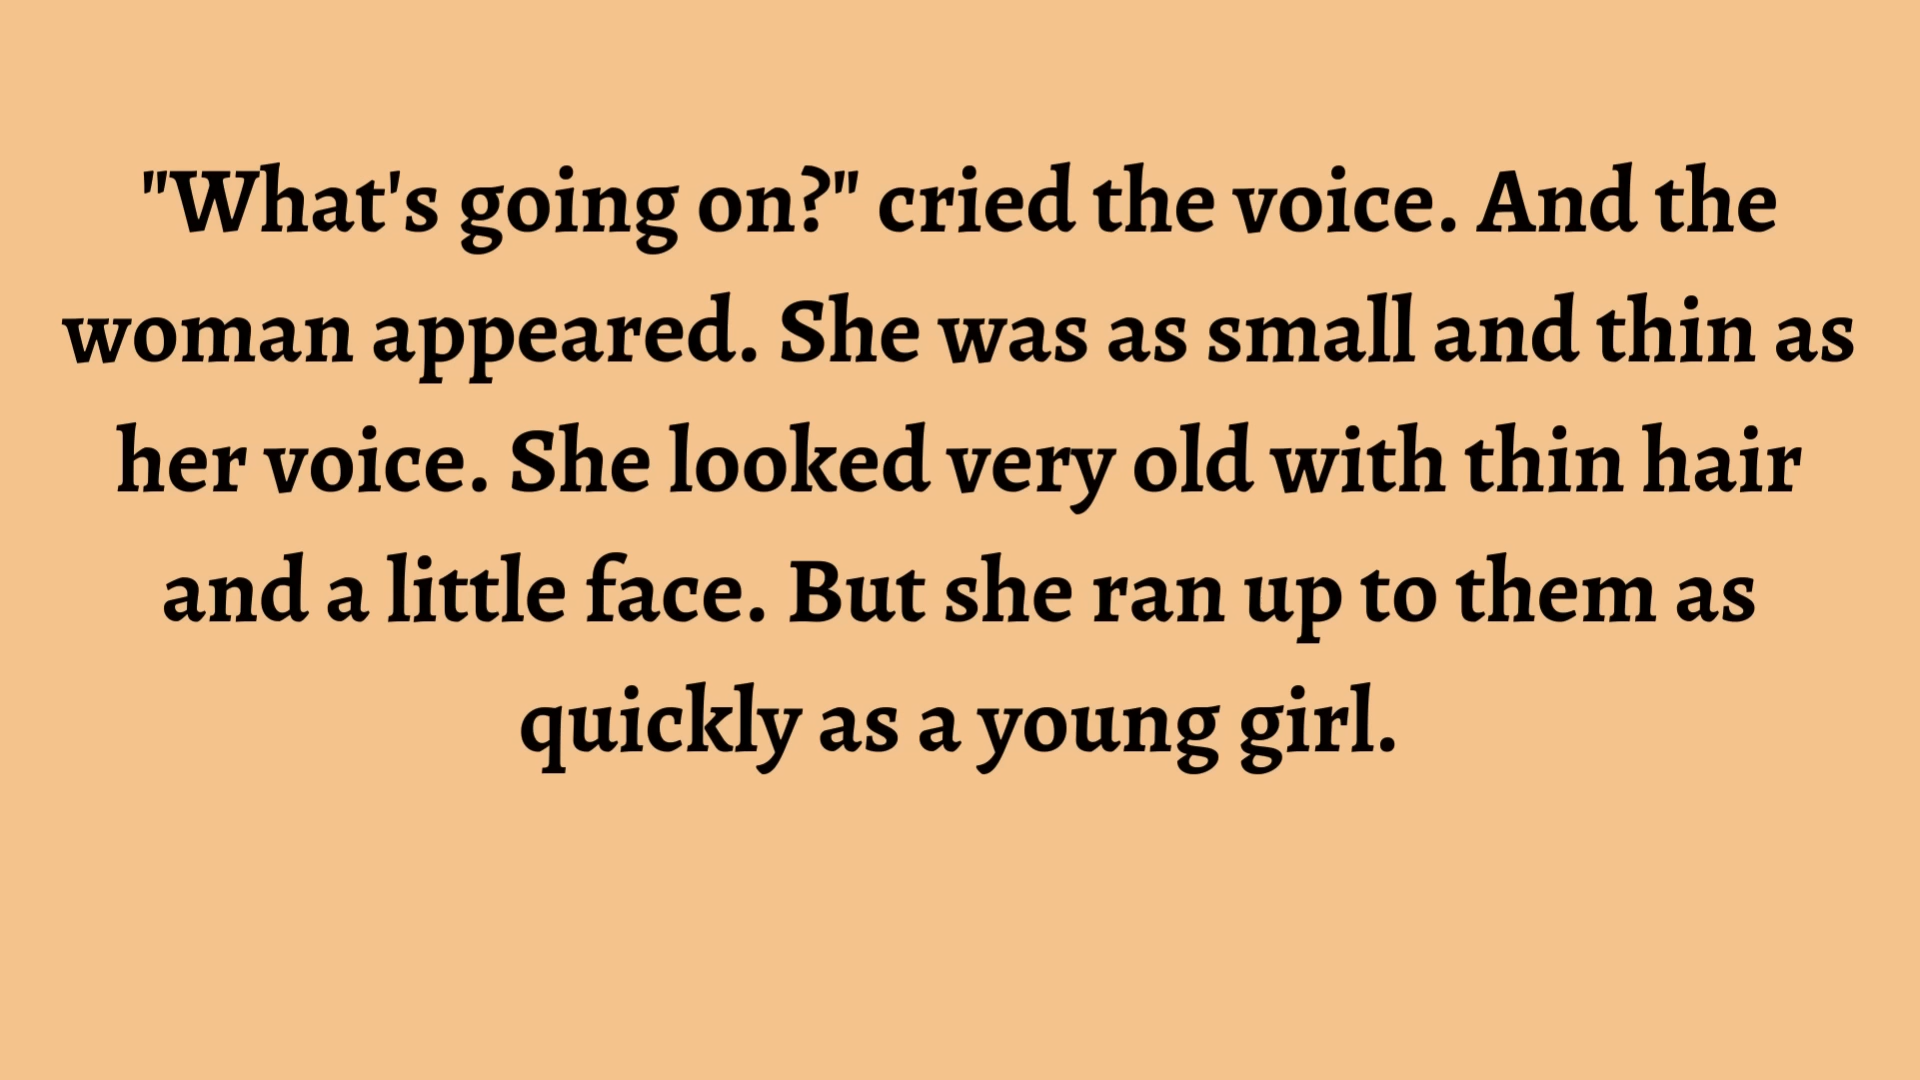 "What's going on?" cried the voice. And the
woman appeared. She was as small and thin as
her voice. She looked very old with thin hair
and a little face. But she ran up to them as
quickly as a young girl.